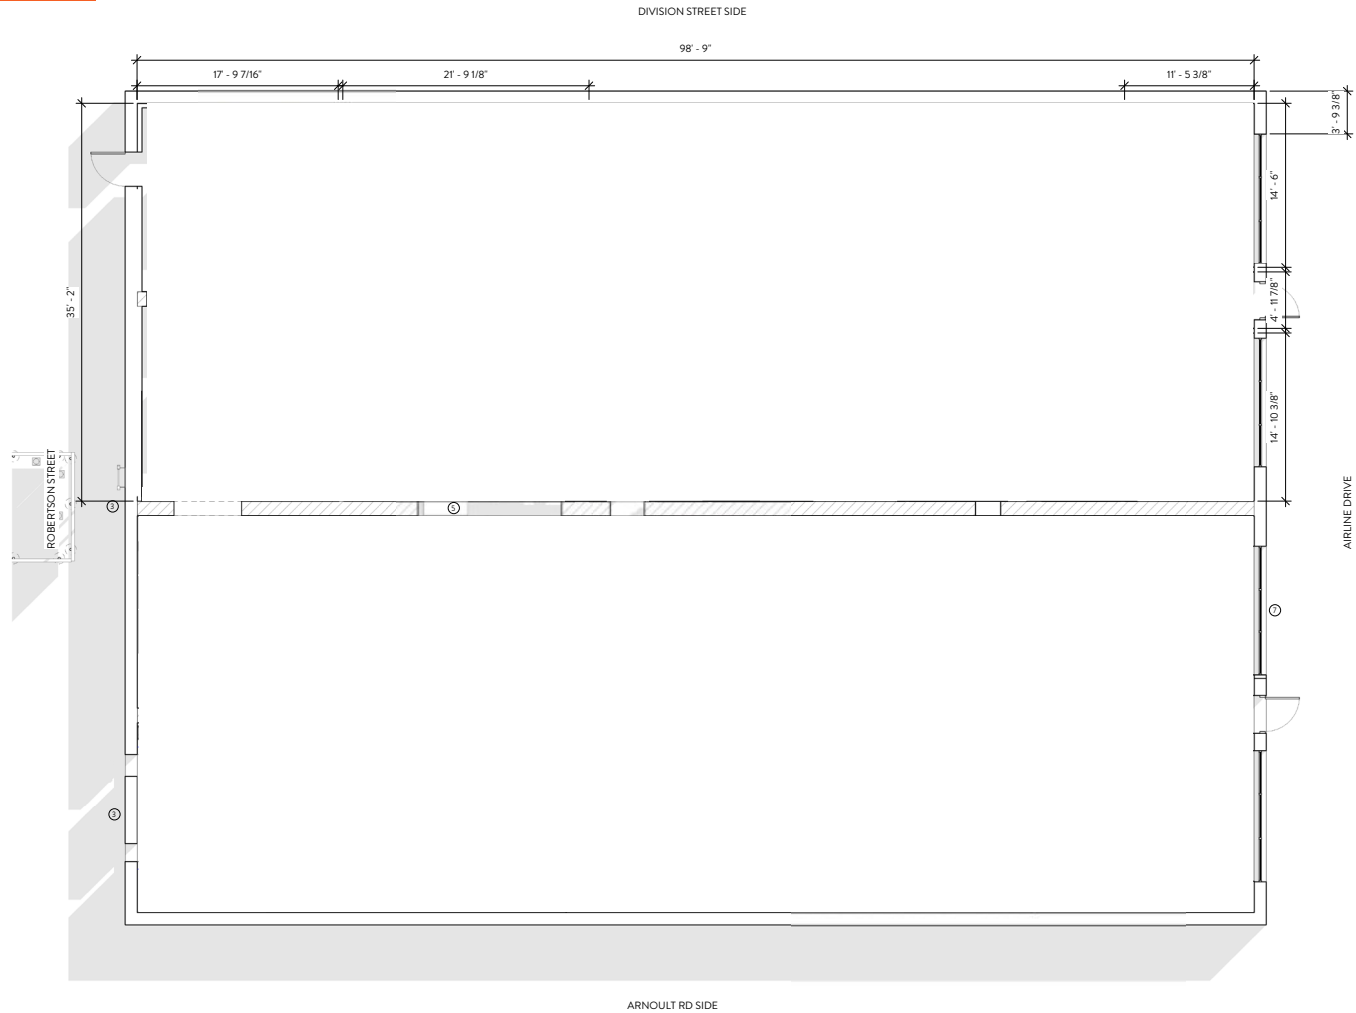 DIVISION STREET SIDE
98' - 9"
17' - 9 7/16"
21' - 9 1/8"
11' - 5 3/8"
3' - 9 3/8"
14' - 6"
35' - 2"
4' - 11 7/8"
14' - 10 3/8"
ROBERTSON STREET
3
5
AIRLINE DRIVE
7
3
ARNOULT RD SIDE